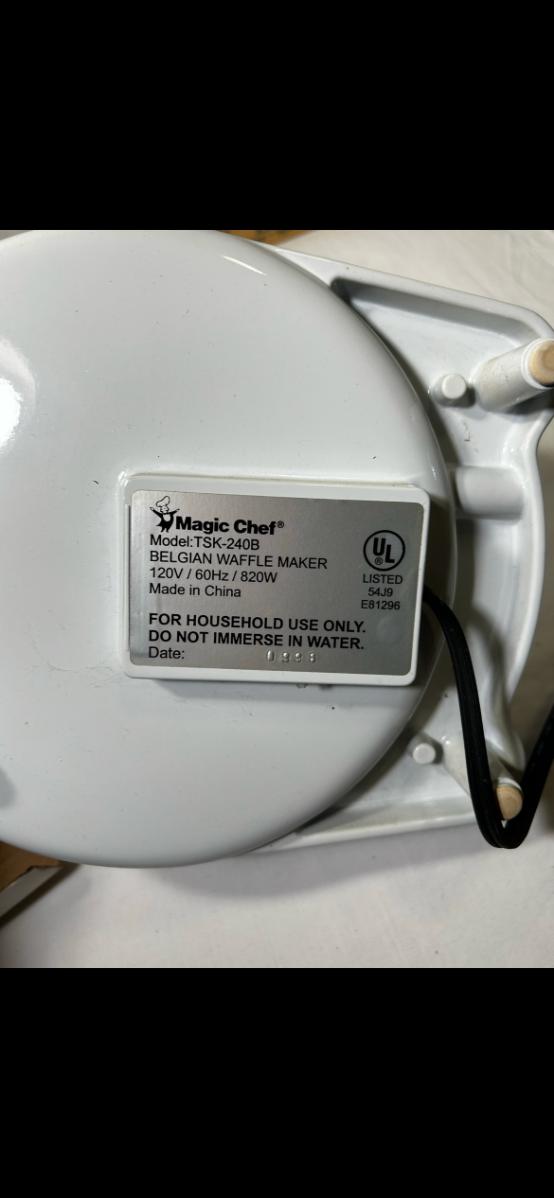 Magic Chef®
Model:TSK-240B
BELGIAN WAFFLE MAKER
120V / 60Hz / 820W
Made in China
UL
LISTED
54J9
E81296
FOR HOUSEHOLD USE ONLY.
DO NOT IMMERSE IN WATER.
Date: